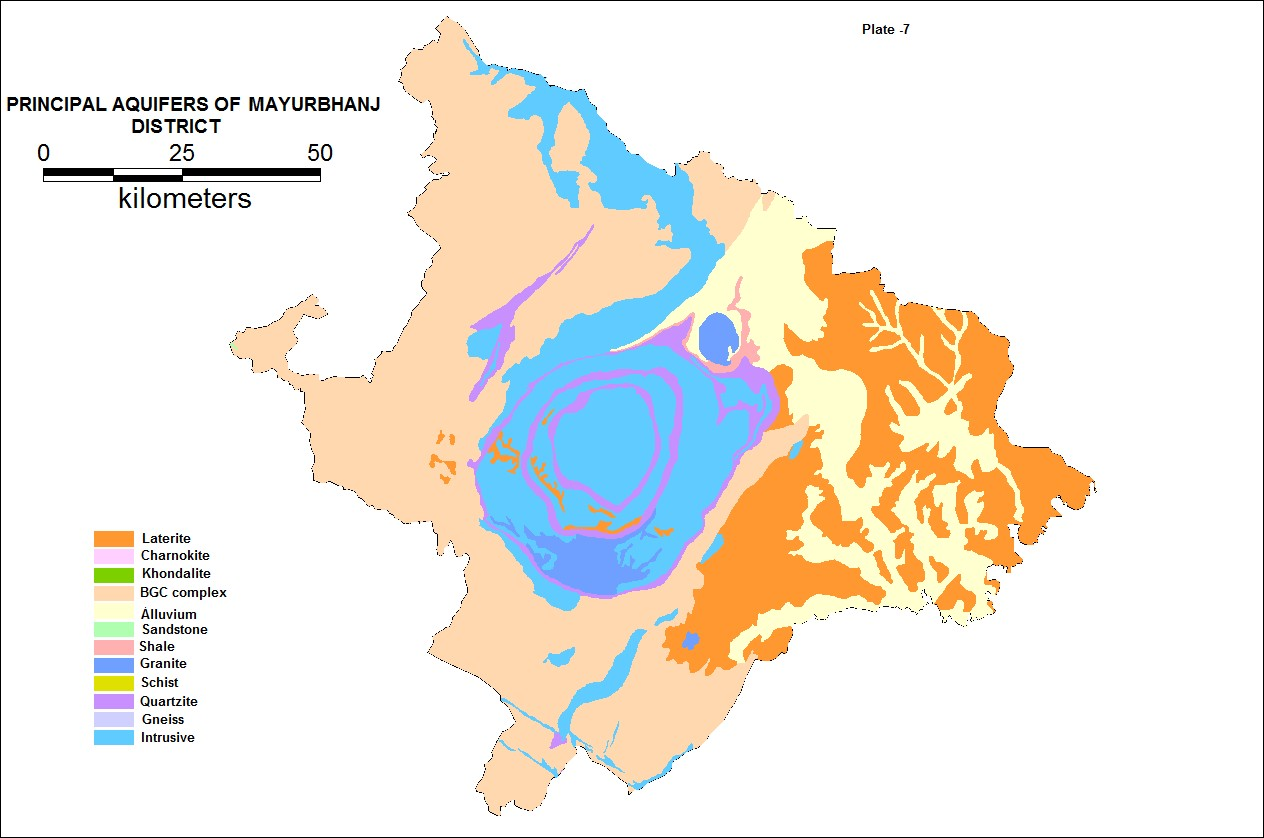 Plate -7
PRINCIPAL AQUIFERS OF MAYURBHANJ
DISTRICT
0 25 50
kilometers
Laterite
Charnokite
Khondalite
BGC complex
Alluvium
Sandstone
Shale
Granite
Schist
Quartzite
Gneiss
Intrusive